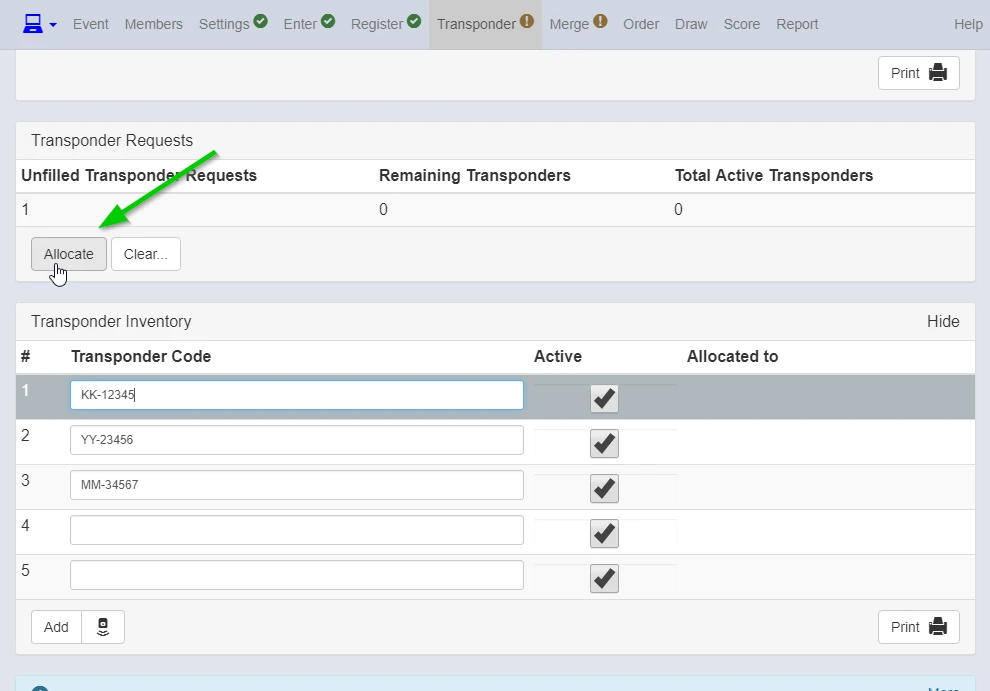 Event Members Settings Enter Register Transponder Merge Order Draw Score Report Help
Print
Transponder Requests
Unfilled Transponder Requests Remaining Transponders Total Active Transponders
1 0 0
Allocate Clear...
Transponder Inventory Hide
# Transponder Code Active Allocated to
1 KK-12345
2 YY-23456
3 MM-34567
4
5
Add Print